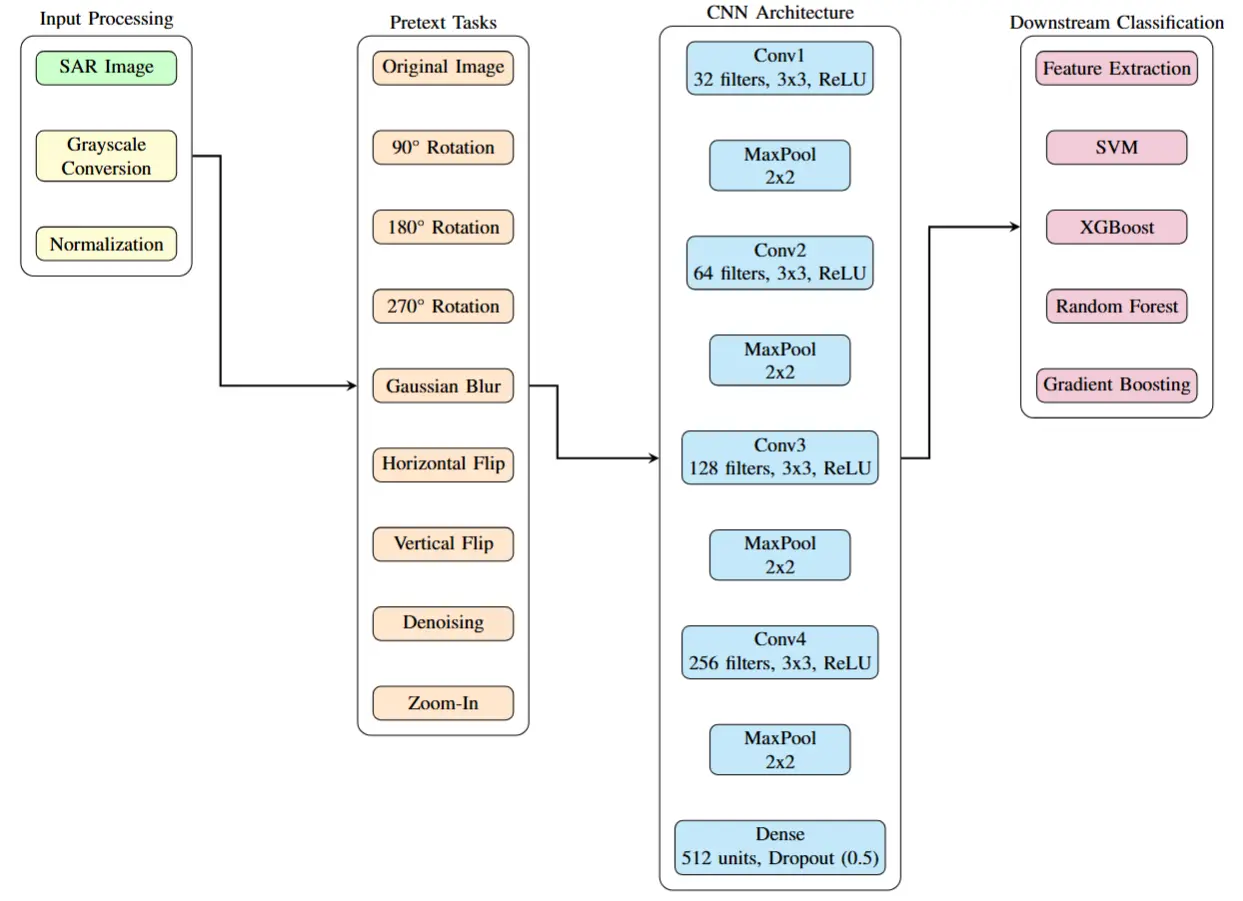 Input Processing
SAR Image
Grayscale
Conversion
Normalization
Pretext Tasks
Original Image
90° Rotation
180° Rotation
270° Rotation
Gaussian Blur
Horizontal Flip
Vertical Flip
Denoising
Zoom-In
CNN Architecture
Conv1
32 filters, 3x3, ReLU
MaxPool
2x2
Conv2
64 filters, 3x3, ReLU
MaxPool
2x2
Conv3
128 filters, 3x3, ReLU
MaxPool
2x2
Conv4
256 filters, 3x3, ReLU
MaxPool
2x2
Dense
512 units, Dropout (0.5)
Downstream Classification
Feature Extraction
SVM
XGBoost
Random Forest
Gradient Boosting